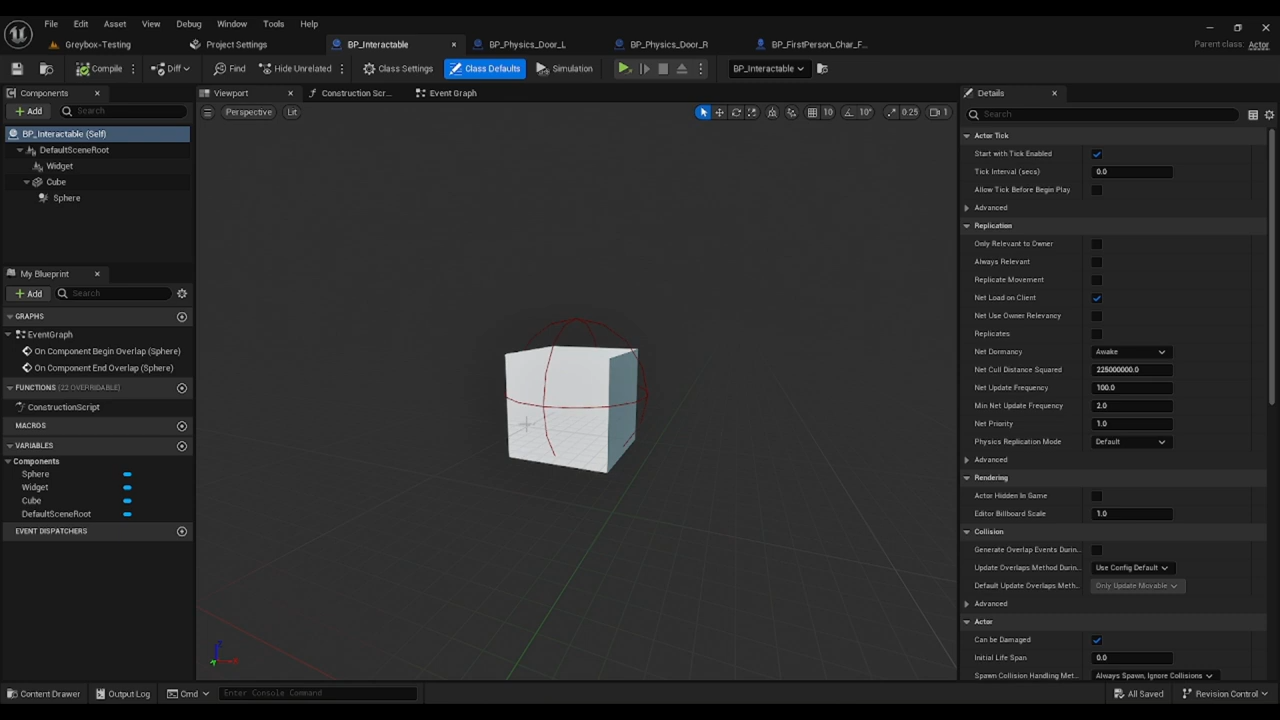 File Edit Asset View Debug Window Tools Help
Greybox-Testing Project Settings BP_Interactable BP_Physics_Door_L BP_Physics_Door_R BP_FirstPerson_Char_F... Parent class: Actor
Compile Diff Find Hide Unrelated Class Settings Class Defaults Simulation BP_Interactable
Components
Add Search
BP_Interactable (Self)
DefaultSceneRoot
Widget
Cube
Sphere
My Blueprint
Add Search
GRAPHS
EventGraph
On Component Begin Overlap (Sphere)
On Component End Overlap (Sphere)
FUNCTIONS (22 OVERRIDABLE)
ConstructionScript
MACROS
VARIABLES
Components
Sphere
Widget
Cube
DefaultSceneRoot
EVENT DISPATCHERS
Viewport Construction Scr... Event Graph
Perspective Lit 10 10° 0.25 1
Details
Search
Actor Tick
Start with Tick Enabled
Tick Interval (secs) 0.0
Allow Tick Before Begin Play
Advanced
Replication
Only Relevant to Owner
Always Relevant
Replicate Movement
Net Load on Client
Net Use Owner Relevancy
Replicates
Net Dormancy Awake
Net Cull Distance Squared 225000000.0
Net Update Frequency 100.0
Min Net Update Frequency 2.0
Net Priority 1.0
Physics Replication Mode Default
Advanced
Rendering
Actor Hidden In Game
Editor Billboard Scale 1.0
Collision
Generate Overlap Events Durin...
Update Overlaps Method Durin... Use Config Default
Default Update Overlaps Meth... Only Update Movable
Advanced
Actor
Can be Damaged
Initial Life Span 0.0
Spawn Collision Handling Met... Always Spawn, Ignore Collisions
Content Drawer Output Log Cmd Enter Console Command All Saved Revision Control